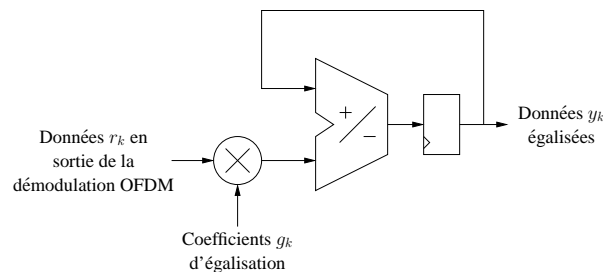 +
−
Données r_k en
sortie de la
démodulation OFDM
Données y_k
égalisées
Coefficients g_k
d'égalisation